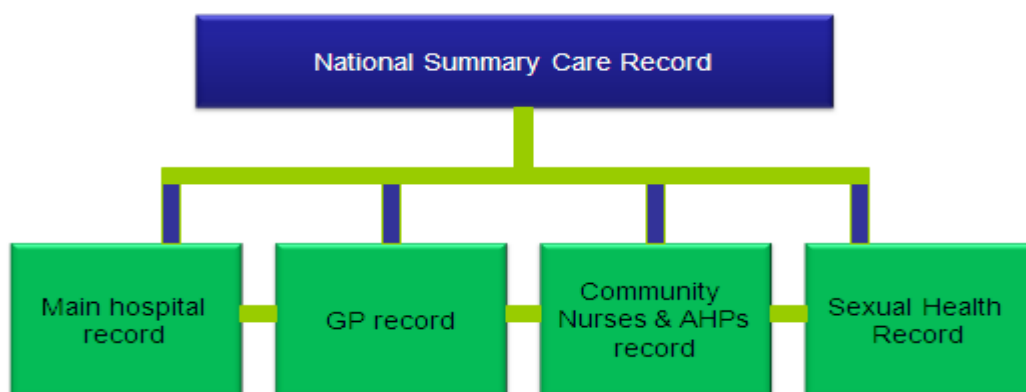 National Summary Care Record
Main hospital
record
GP record
Community
Nurses & AHPs
record
Sexual Health
Record